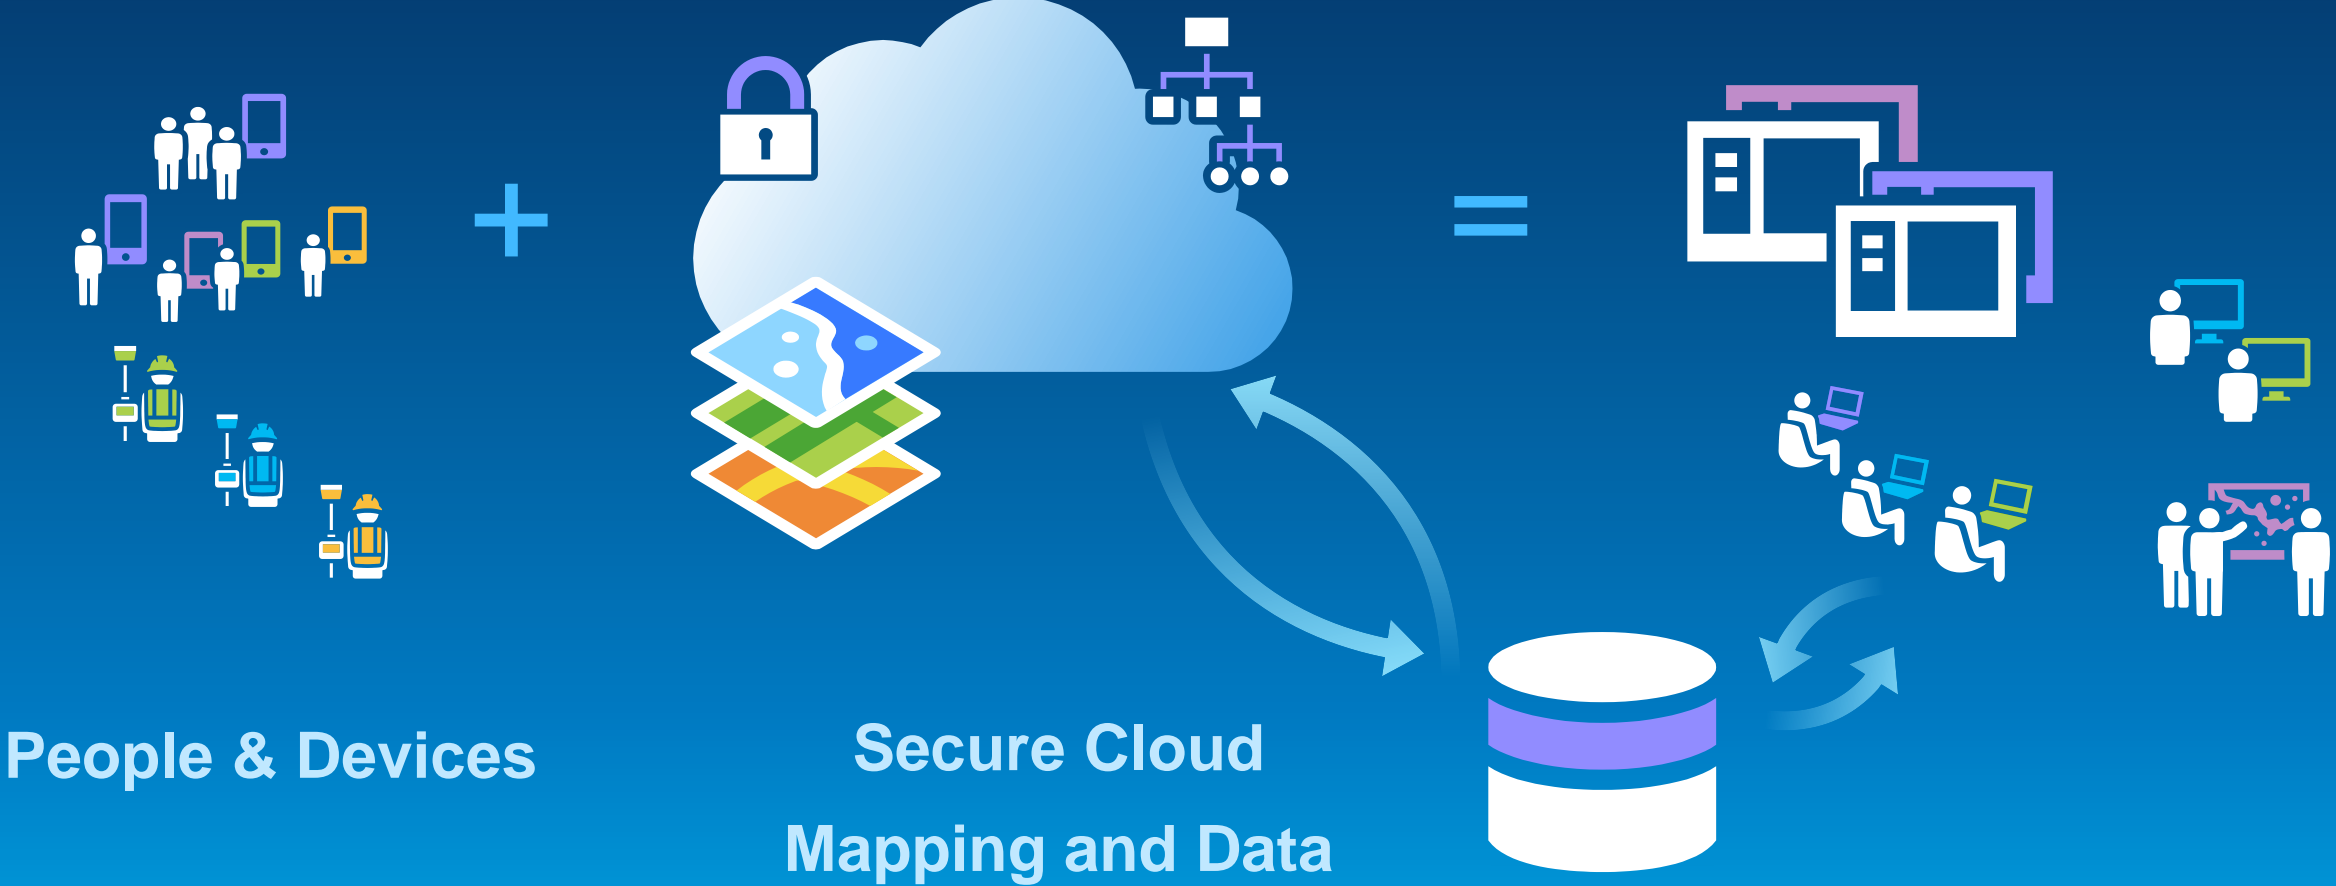 +
=
People & Devices
Secure Cloud
Mapping and Data